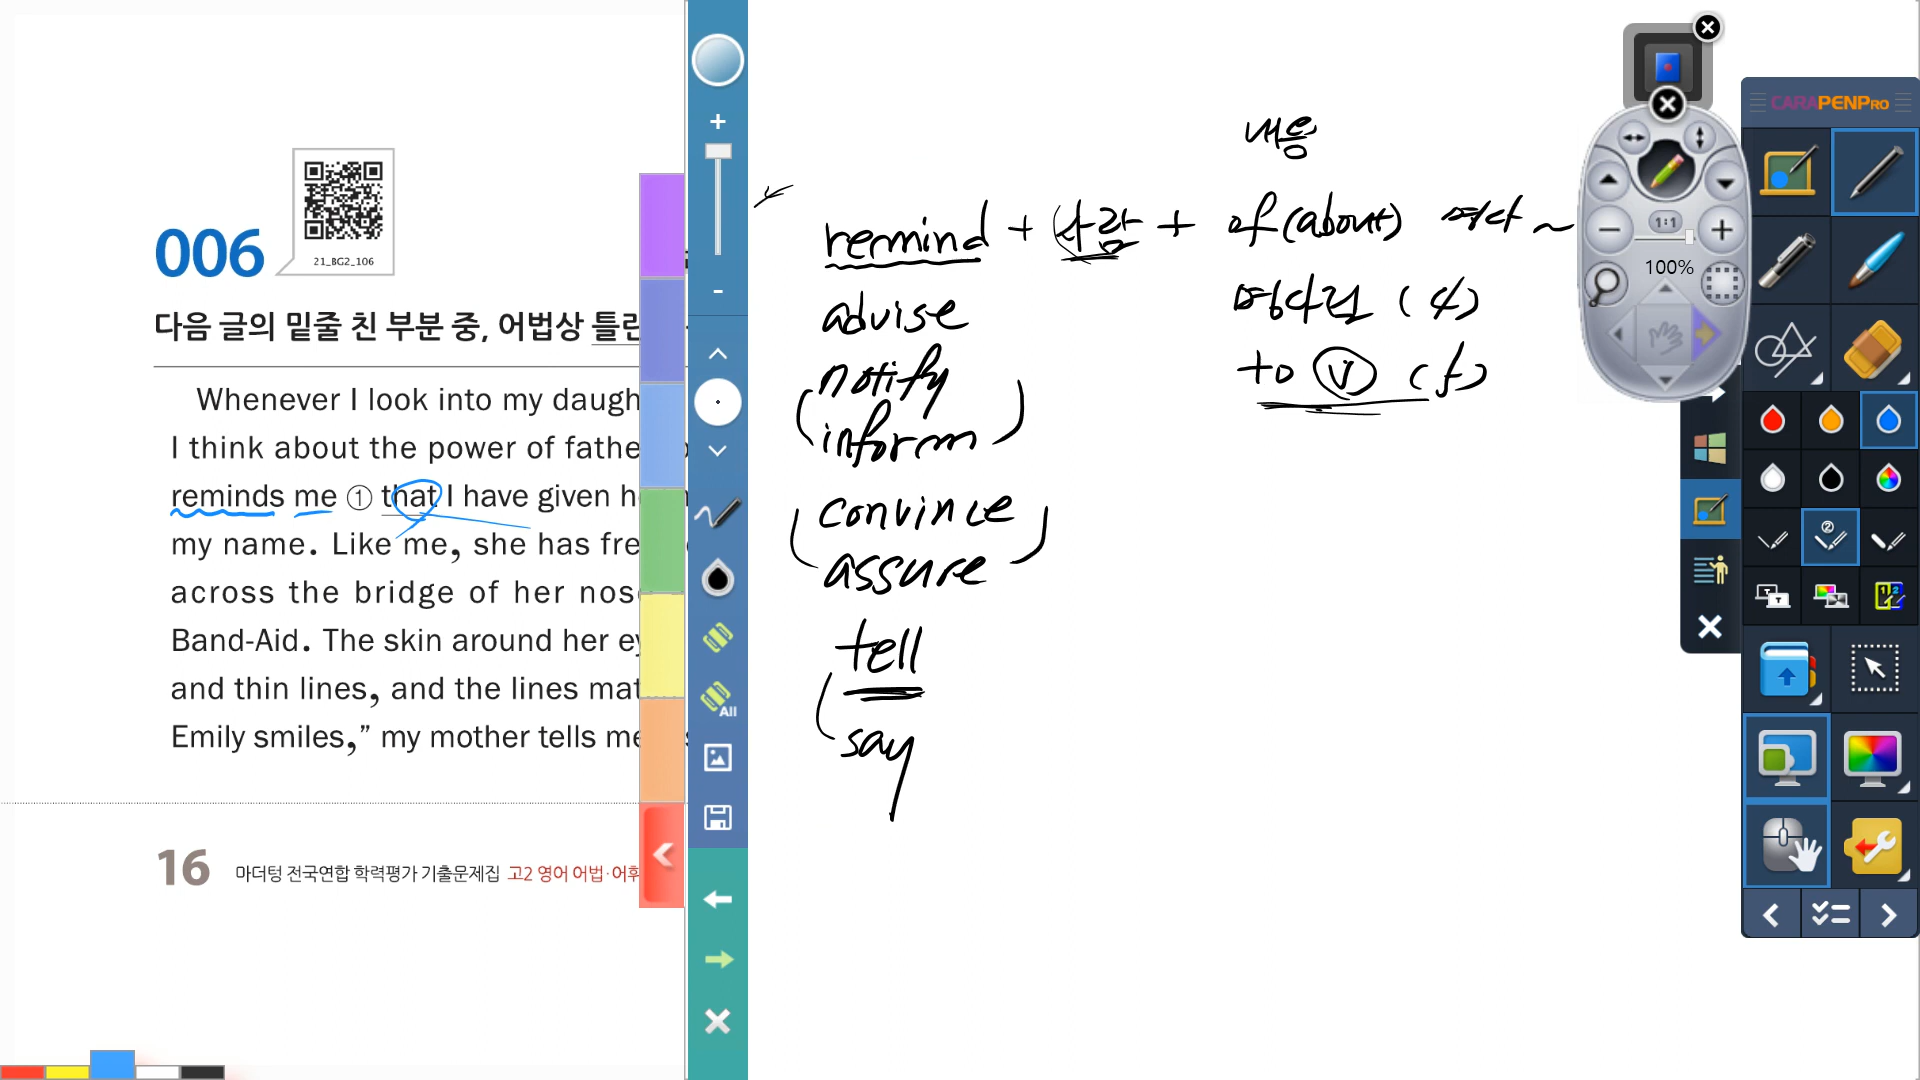 006
21_BG2_106
다음 글의 밑줄 친 부분 중, 어법상 틀린
Whenever I look into my daugh
I think about the power of fathe
reminds me ① that I have given h
my name. Like me, she has fre
across the bridge of her nos
Band-Aid. The skin around her ey
and thin lines, and the lines mat
Emily smiles,” my mother tells me
16 마더텅 전국연합 학력평가 기출문제집 고2 영어 어법·어휘
All
내용
remind + 사람 + of (about) 명사 ~
advise
notify
inform
convince
assure
tell
say
to ⓥ
CARAPENPRO
1:1
100%